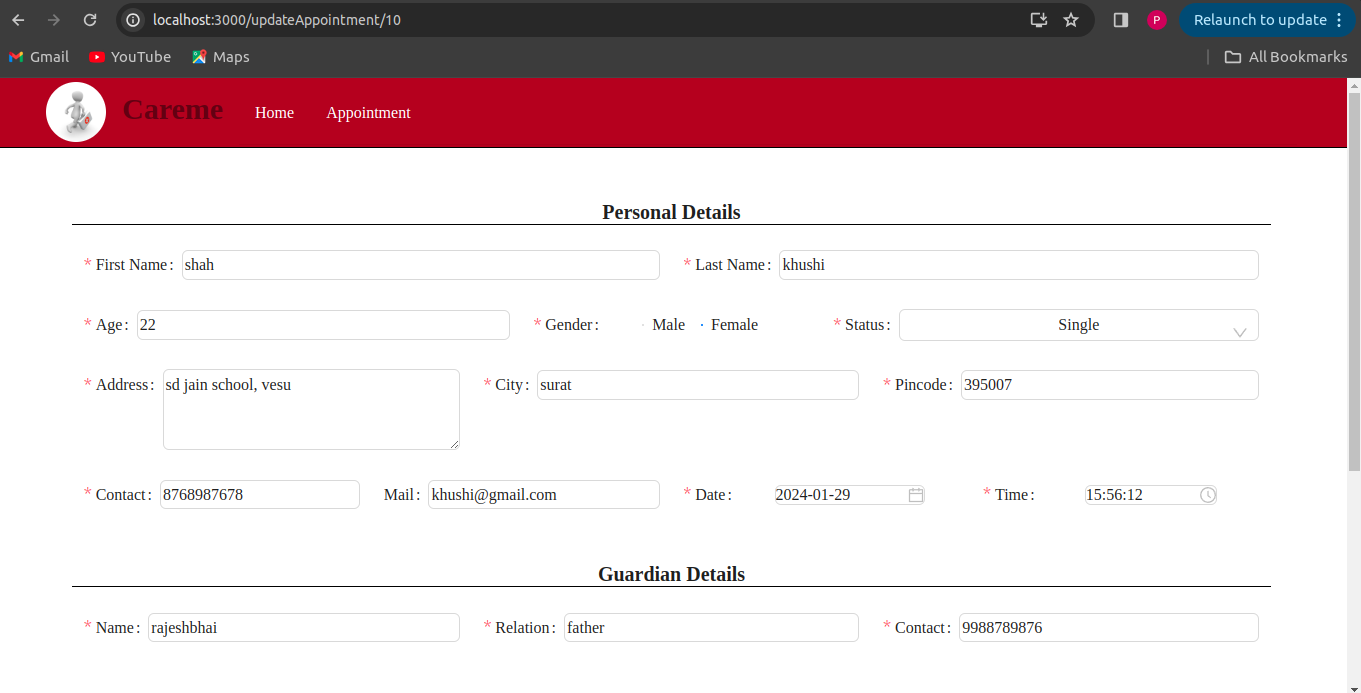 localhost:3000/updateAppointment/10 P Relaunch to update
Gmail YouTube Maps All Bookmarks
Careme Home Appointment
Personal Details
* First Name : shah * Last Name : khushi
* Age : 22 * Gender : Male Female * Status : Single
* Address : sd jain school, vesu * City : surat * Pincode : 395007
* Contact : 8768987678 Mail : khushi@gmail.com * Date : 2024-01-29 * Time : 15:56:12
Guardian Details
* Name : rajeshbhai * Relation : father * Contact : 9988789876